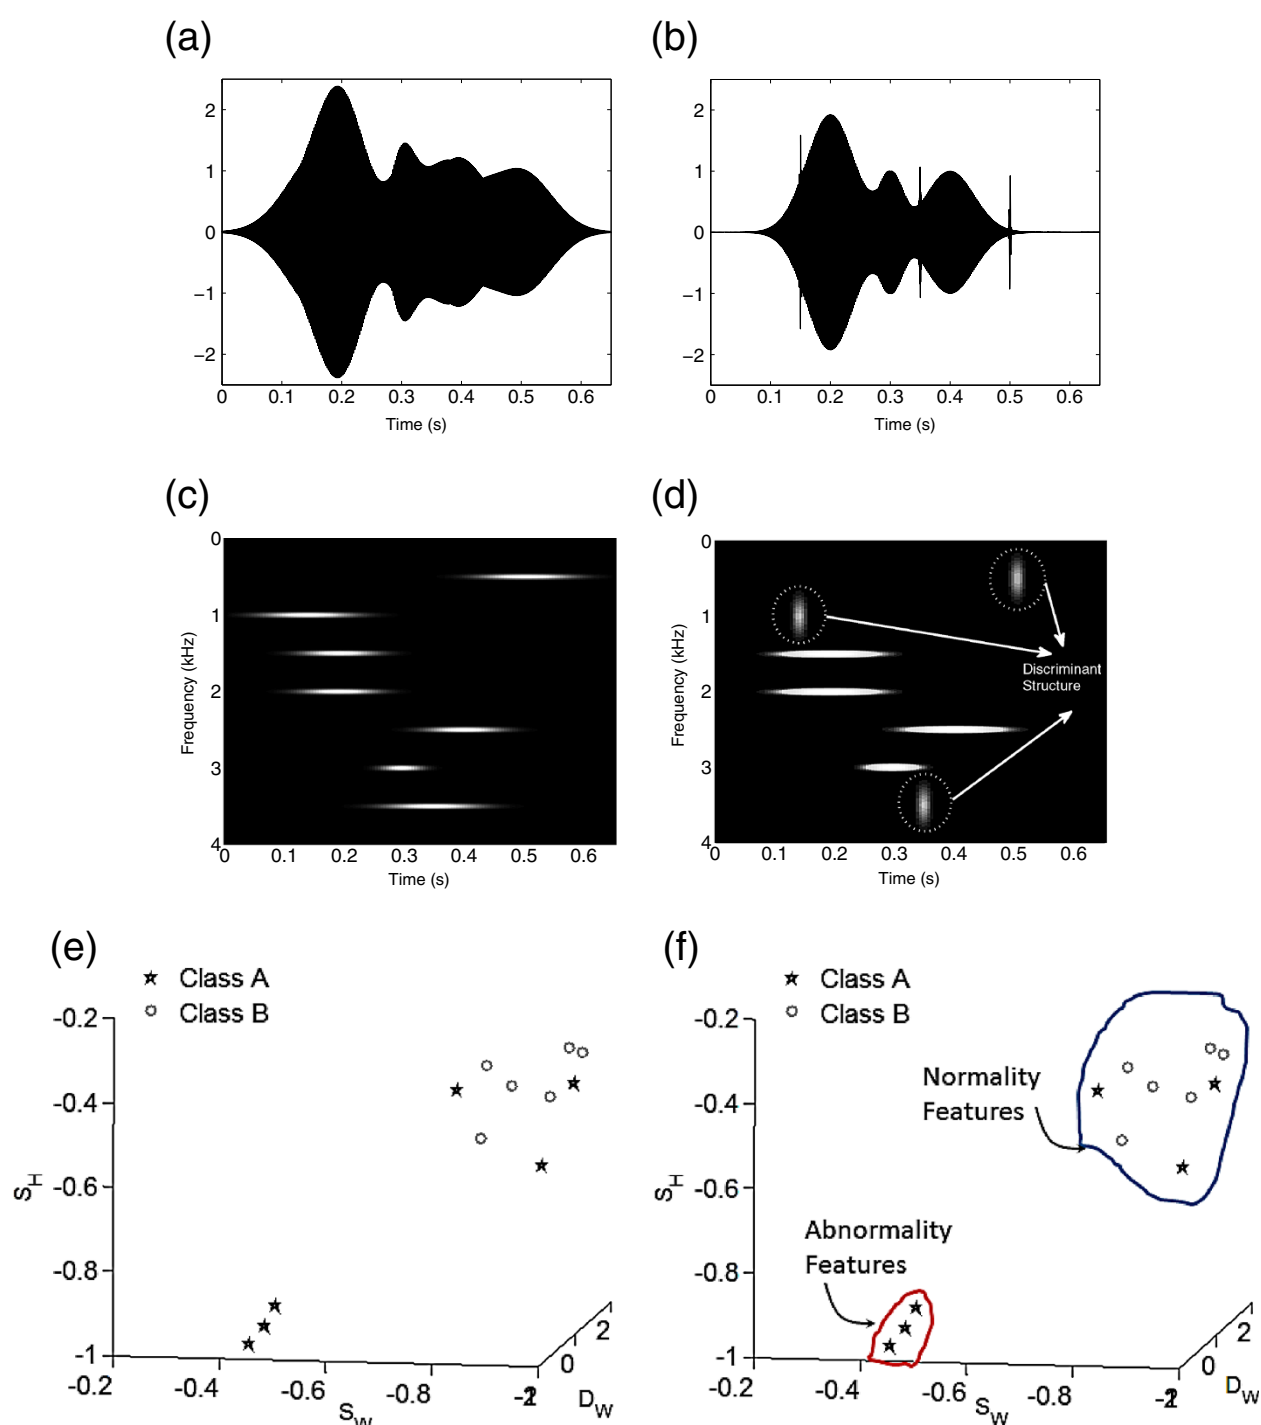 (a)
(b)
2
1
0
−1
−2
0 0.1 0.2 0.3 0.4 0.5 0.6
Time (s)
2
1
0
−1
−2
0 0.1 0.2 0.3 0.4 0.5 0.6
Time (s)
(c)
(d)
Frequency (kHz)
0
1
2
3
4
0 0.1 0.2 0.3 0.4 0.5 0.6
Time (s)
Frequency (kHz)
0
1
2
3
4
Discriminant
Structure
0 0.1 0.2 0.3 0.4 0.5 0.6
Time (s)
(e)
Class A
Class B
-0.2
-0.4
-0.6
-0.8
-1
S_H
-0.2 -0.4 -0.6 -0.8
S_W
0
2
D_W
(f)
Class A
Class B
-0.2
-0.4
-0.6
-0.8
-1
S_H
Normality
Features
Abnormality
Features
-0.2 -0.4 -0.6 -0.8
S_W
0
2
D_W